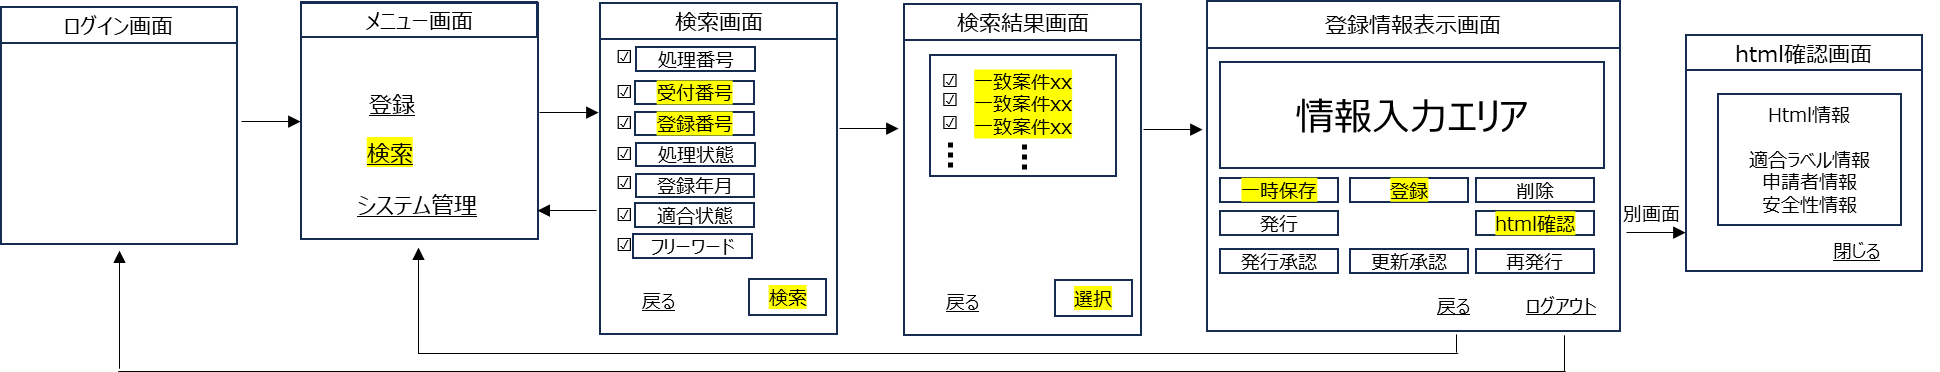 ログイン画面
メニュー画面
登録
検索
システム管理
検索画面
☑ 処理番号
☑ 受付番号
☑ 登録番号
☑ 処理状態
☑ 登録年月
☑ 適合状態
☑ フリーワード
戻る
検索
検索結果画面
☑ 一致案件xx
☑ 一致案件xx
☑ 一致案件xx
戻る
選択
登録情報表示画面
情報入力エリア
一時保存 登録 削除
発行 html確認
発行承認 更新承認 再発行
戻る ログアウト
別画面
html確認画面
Html情報
適合ラベル情報
申請者情報
安全性情報
閉じる